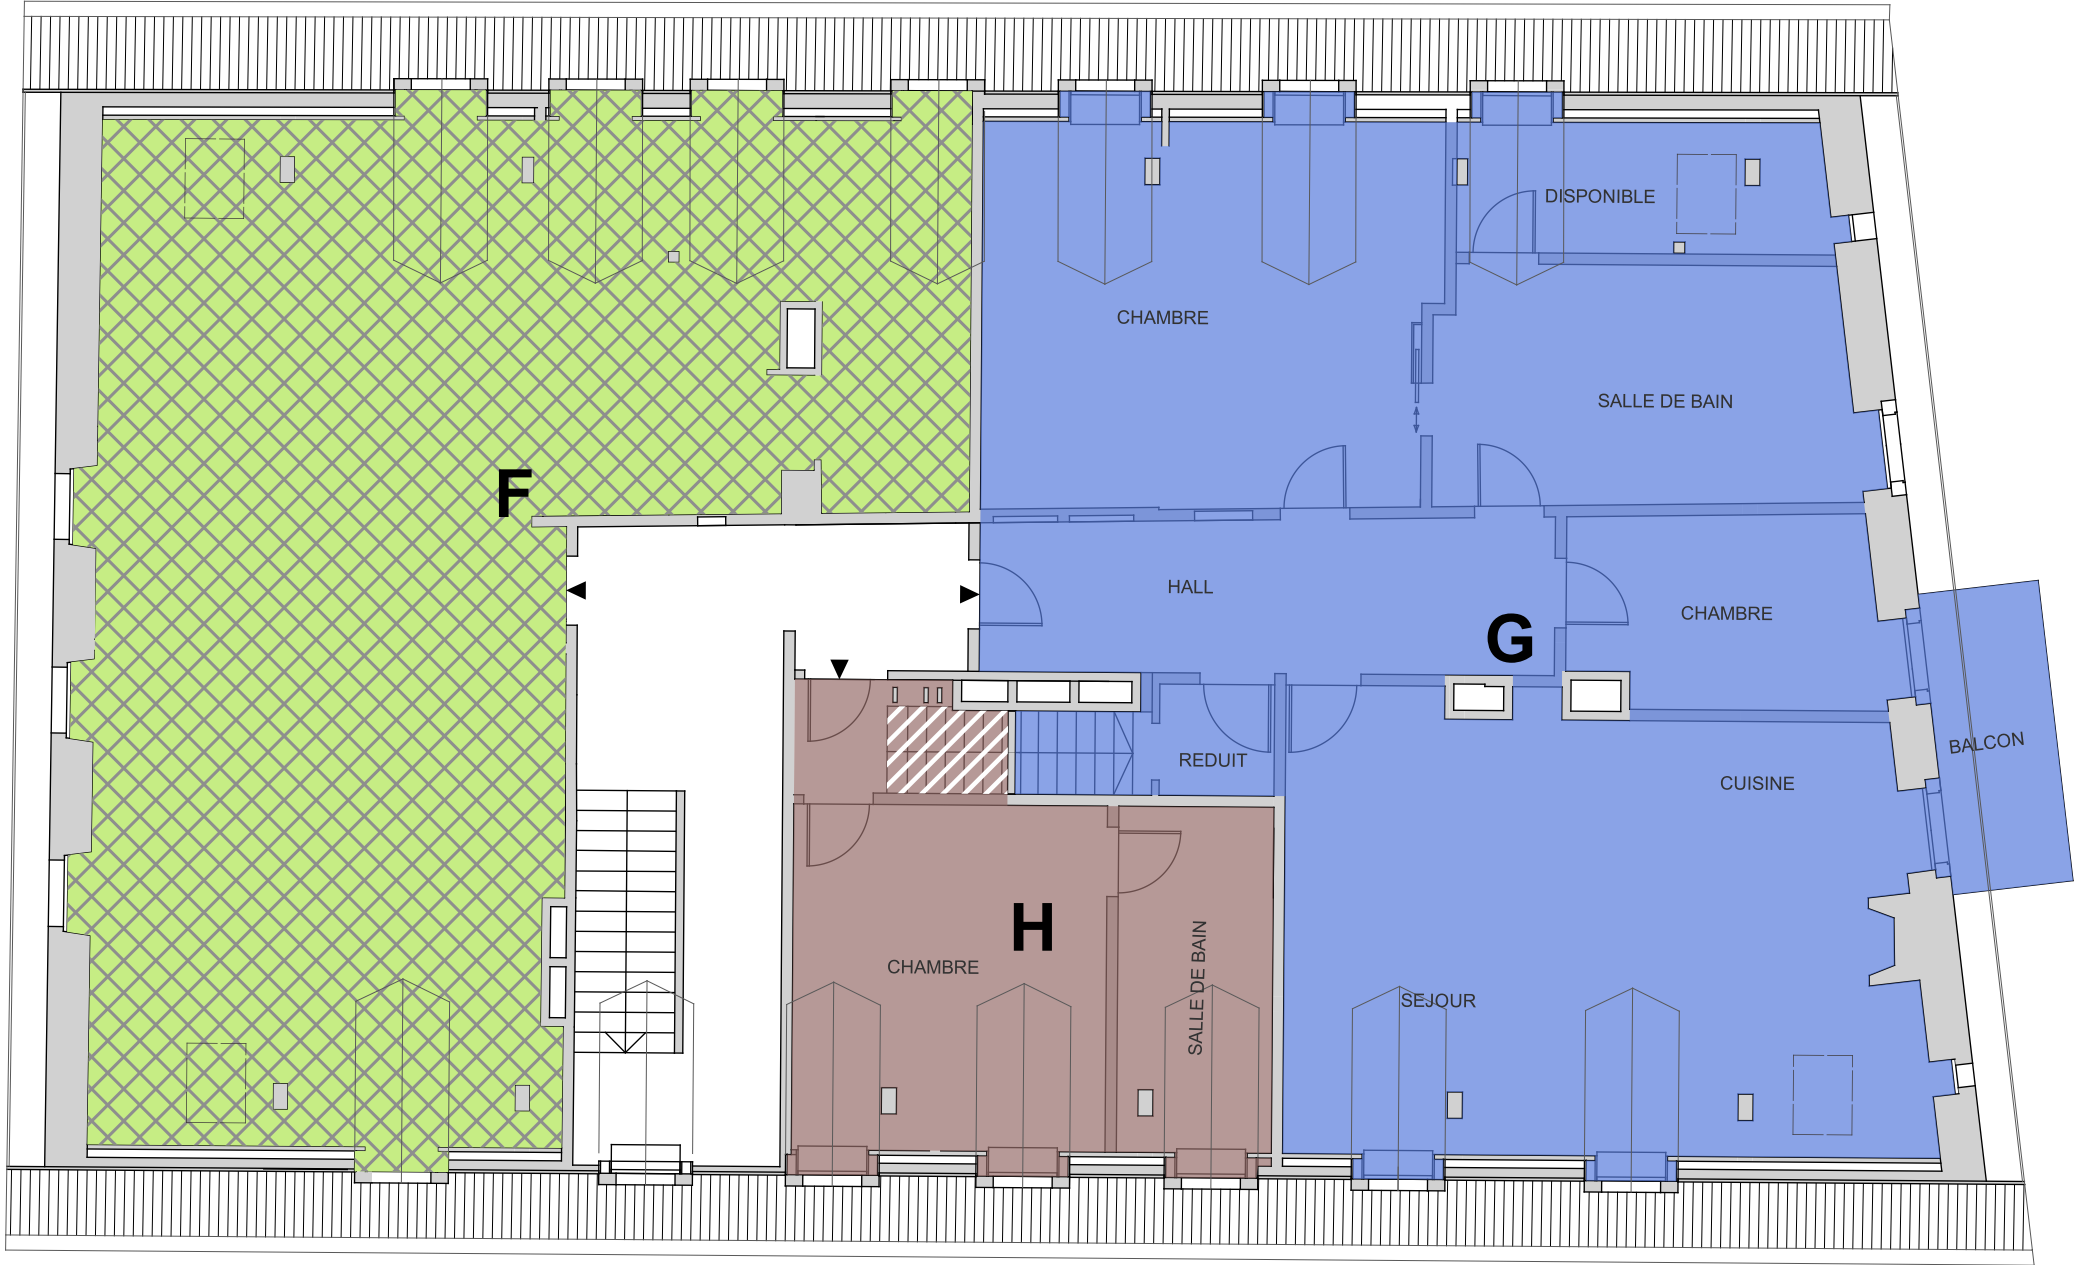 DISPONIBLE
CHAMBRE
SALLE DE BAIN
F
HALL
CHAMBRE
G
BALCON
REDUIT
CUISINE
H
CHAMBRE
SALLE DE BAIN
SEJOUR